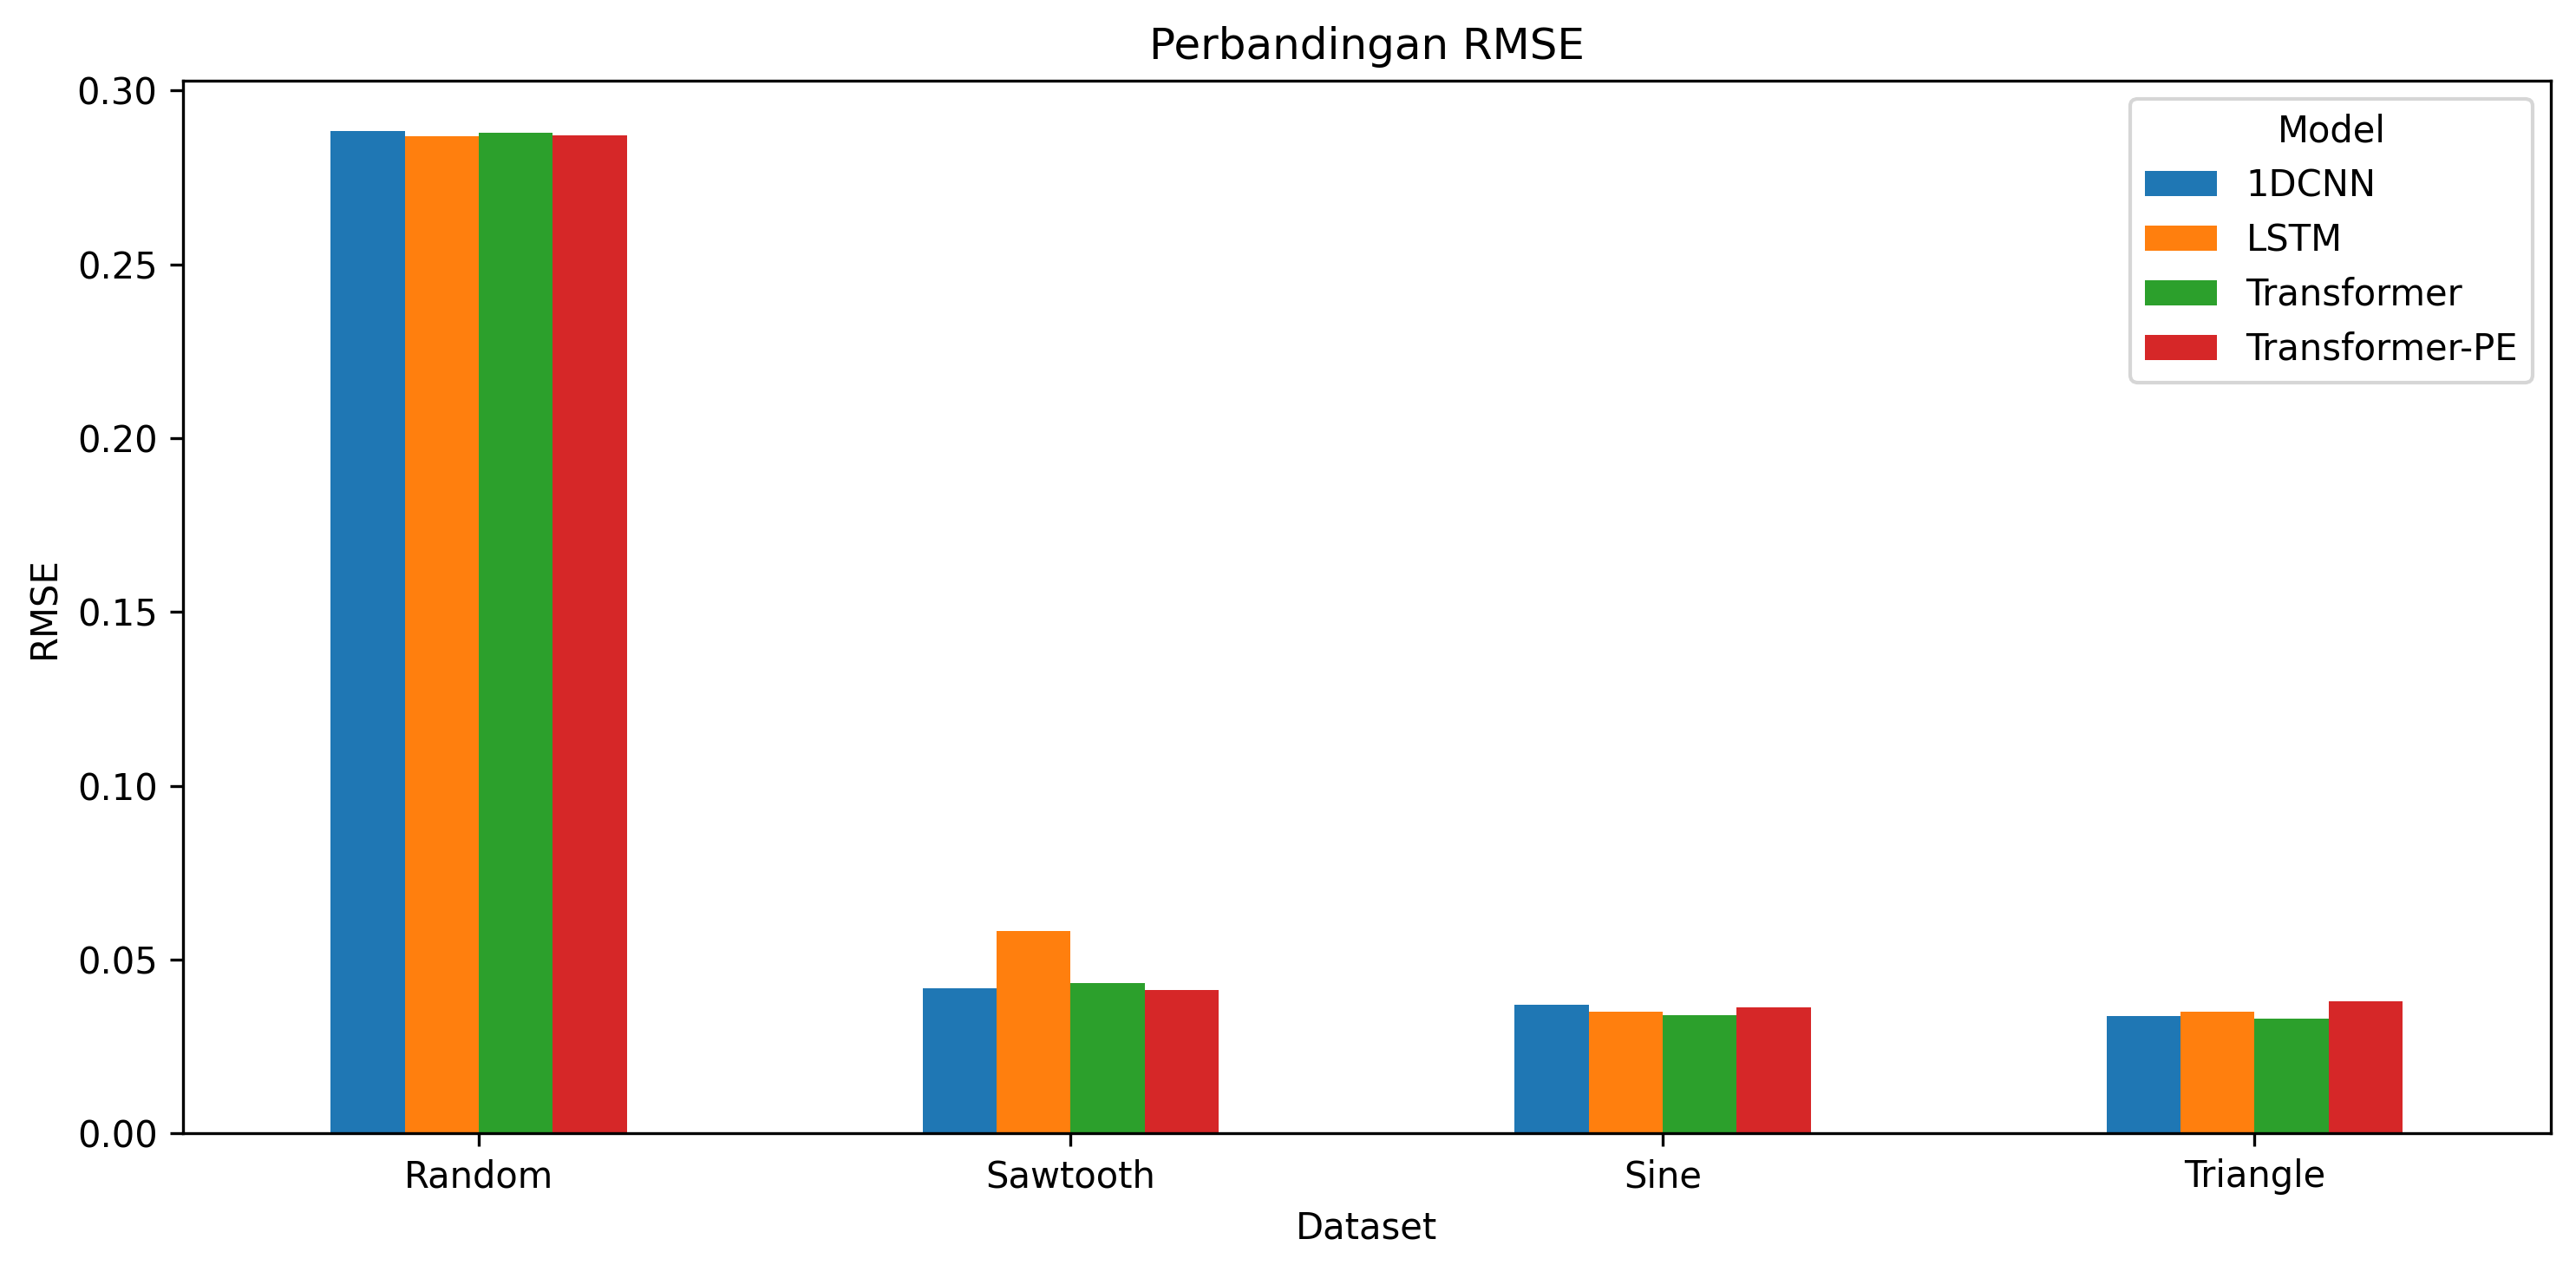 Perbandingan RMSE
0.30
0.25
0.20
0.15
0.10
0.05
0.00
RMSE
Model
1DCNN
LSTM
Transformer
Transformer-PE
Random
Sawtooth
Sine
Triangle
Dataset